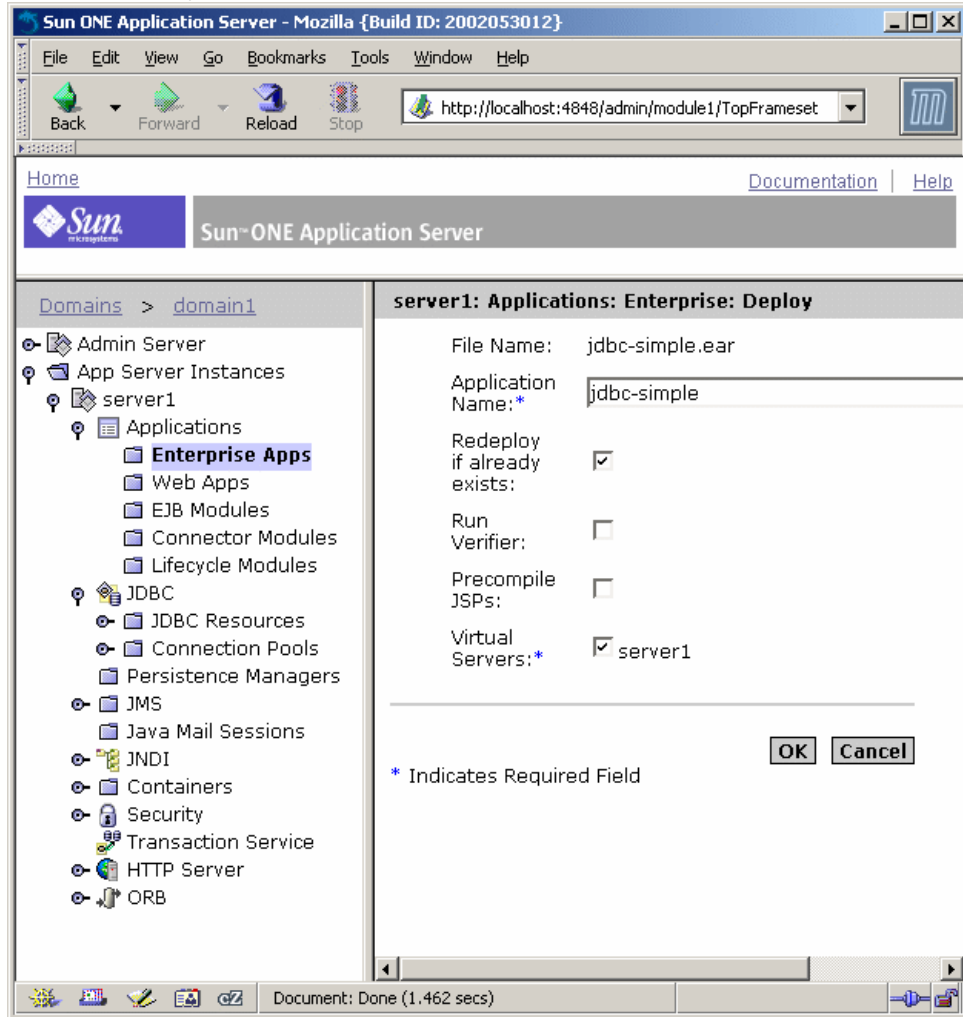 Sun ONE Application Server - Mozilla {Build ID: 2002053012}
File Edit View Go Bookmarks Tools Window Help
Back Forward Reload Stop http://localhost:4848/admin/module1/TopFrameset
Home Documentation | Help
Sun microsystems
Sun™ ONE Application Server
Domains > domain1
Admin Server
App Server Instances
server1
Applications
Enterprise Apps
Web Apps
EJB Modules
Connector Modules
Lifecycle Modules
JDBC
JDBC Resources
Connection Pools
Persistence Managers
JMS
Java Mail Sessions
JNDI
Containers
Security
Transaction Service
HTTP Server
ORB
server1: Applications: Enterprise: Deploy
File Name: jdbc-simple.ear
Application
Name:* jdbc-simple
Redeploy
if already
exists:
Run
Verifier:
Precompile
JSPs:
Virtual
Servers:* server1
OK Cancel
* Indicates Required Field
Document: Done (1.462 secs)